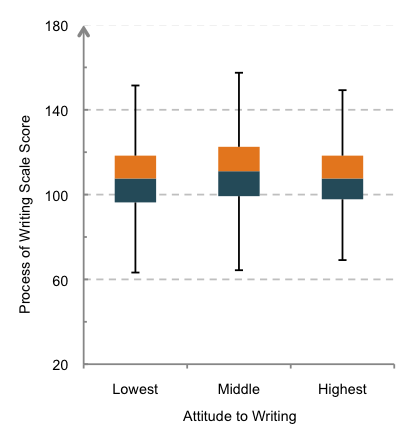 180
140
100
60
20
Process of Writing Scale Score
Lowest Middle Highest
Attitude to Writing